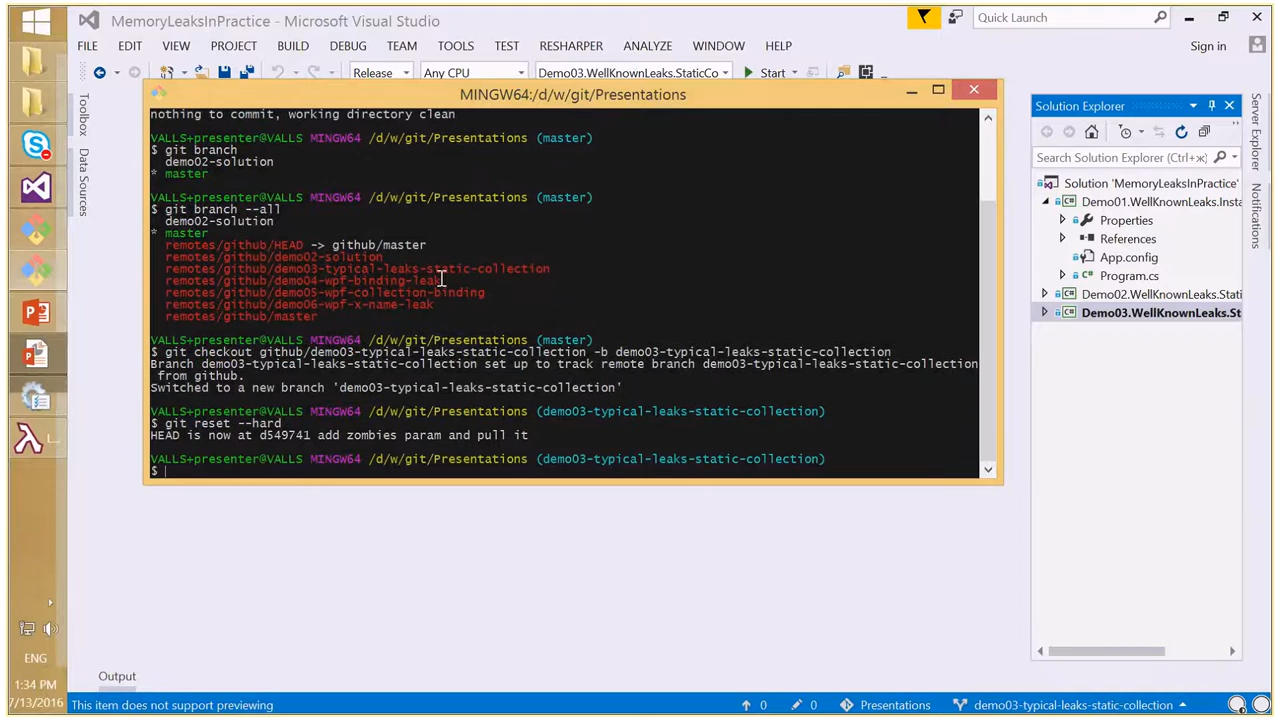 MemoryLeaksInPractice - Microsoft Visual Studio
Quick Launch
FILE EDIT VIEW PROJECT BUILD DEBUG TEAM TOOLS TEST RESHARPER ANALYZE WINDOW HELP
Sign in
Release Any CPU Demo03.WellKnownLeaks.StaticCo Start
Toolbox
Data Sources
MINGW64:/d/w/git/Presentations
nothing to commit, working directory clean
VALLS+presenter@VALLS MINGW64 /d/w/git/Presentations (master)
$ git branch
demo02-solution
* master
VALLS+presenter@VALLS MINGW64 /d/w/git/Presentations (master)
$ git branch --all
demo02-solution
* master
remotes/github/HEAD -> github/master
remotes/github/demo02-solution
remotes/github/demo03-typical-leaks-static-collection
remotes/github/demo04-wpf-binding-leak
remotes/github/demo05-wpf-collection-binding
remotes/github/demo06-wpf-x-name-leak
remotes/github/master
VALLS+presenter@VALLS MINGW64 /d/w/git/Presentations (master)
$ git checkout github/demo03-typical-leaks-static-collection -b demo03-typical-leaks-static-collection
Branch demo03-typical-leaks-static-collection set up to track remote branch demo03-typical-leaks-static-collection
from github.
Switched to a new branch 'demo03-typical-leaks-static-collection'
VALLS+presenter@VALLS MINGW64 /d/w/git/Presentations (demo03-typical-leaks-static-collection)
$ git reset --hard
HEAD is now at d549741 add zombies param and pull it
VALLS+presenter@VALLS MINGW64 /d/w/git/Presentations (demo03-typical-leaks-static-collection)
$
Solution Explorer
Search Solution Explorer (Ctrl+ж)
Solution 'MemoryLeaksInPractice'
Demo01.WellKnownLeaks.Insta
Properties
References
App.config
Program.cs
Demo02.WellKnownLeaks.Stati
Demo03.WellKnownLeaks.St
Server Explorer
Notifications
ENG
1:34 PM
7/13/2016
Output
This item does not support previewing
0 0 Presentations demo03-typical-leaks-static-collection